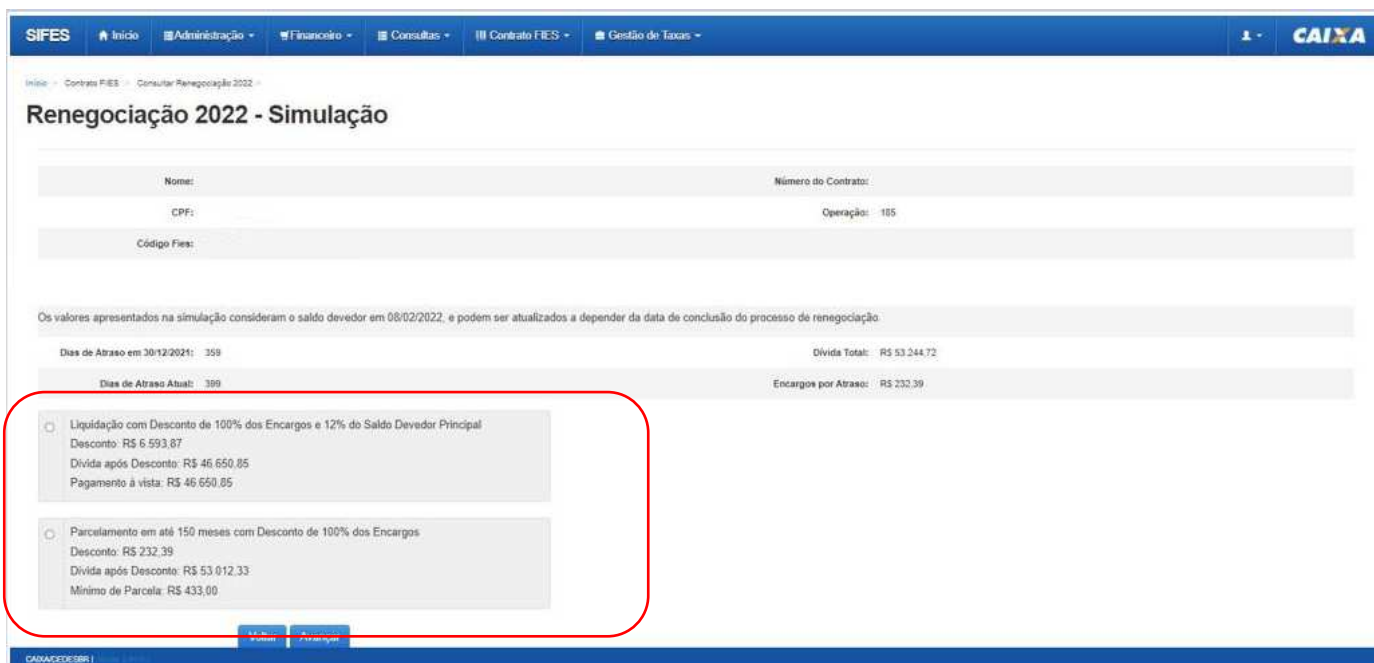 SIFES Início Administração Financeiro Consultas Contrato FIES Gestão de Taxas CAIXA
Início Contrato FIES Consultar Renegociação 2022
Renegociação 2022 - Simulação
Nome: Número do Contrato:
CPF: Operação: 185
Código Fies:
Os valores apresentados na simulação consideram o saldo devedor em 08/02/2022, e podem ser atualizados a depender da data de conclusão do processo de renegociação.
Dias de Atraso em 30/12/2021: 359 Dívida Total: R$ 53.244,72
Dias de Atraso Atual: 399 Encargos por Atraso: R$ 232,39
Liquidação com Desconto de 100% dos Encargos e 12% do Saldo Devedor Principal
Desconto: R$ 6.593,87
Dívida após Desconto: R$ 46.650,85
Pagamento à vista: R$ 46.650,85
Parcelamento em até 150 meses com Desconto de 100% dos Encargos
Desconto: R$ 232,39
Dívida após Desconto: R$ 53.012,33
Mínimo de Parcela: R$ 433,00
Voltar Avançar
CAIXA/CEDESBR |